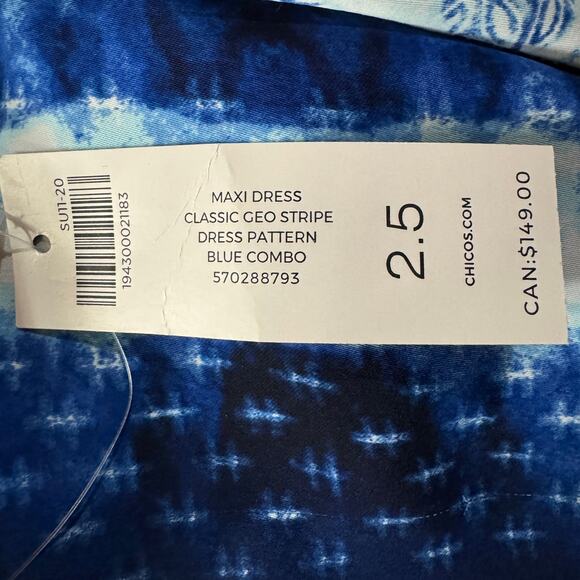 SU11-20
194300021183
MAXI DRESS
CLASSIC GEO STRIPE
DRESS PATTERN
BLUE COMBO
570288793
2.5
CHICOS.COM
CAN:$149.00